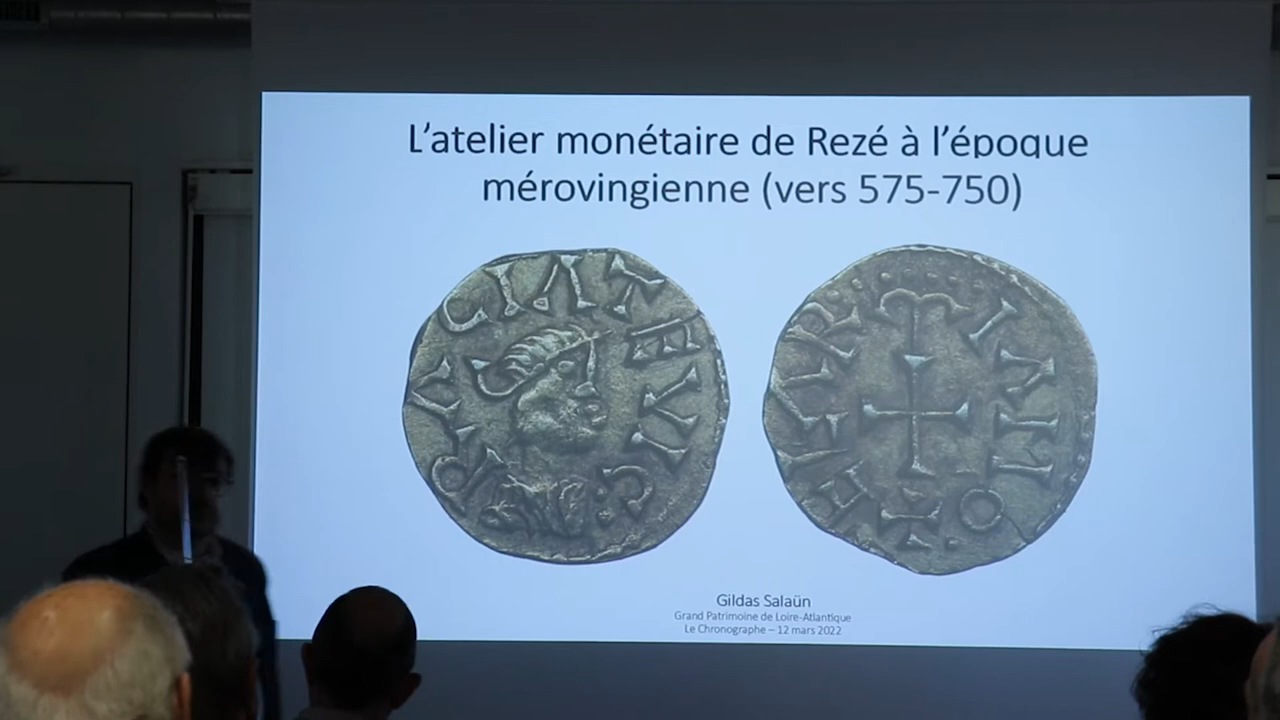 L'atelier monétaire de Rezé à l'époque
mérovingienne (vers 575-750)
Gildas Salaün
Grand Patrimoine de Loire-Atlantique
Le Chronographe – 12 mars 2022